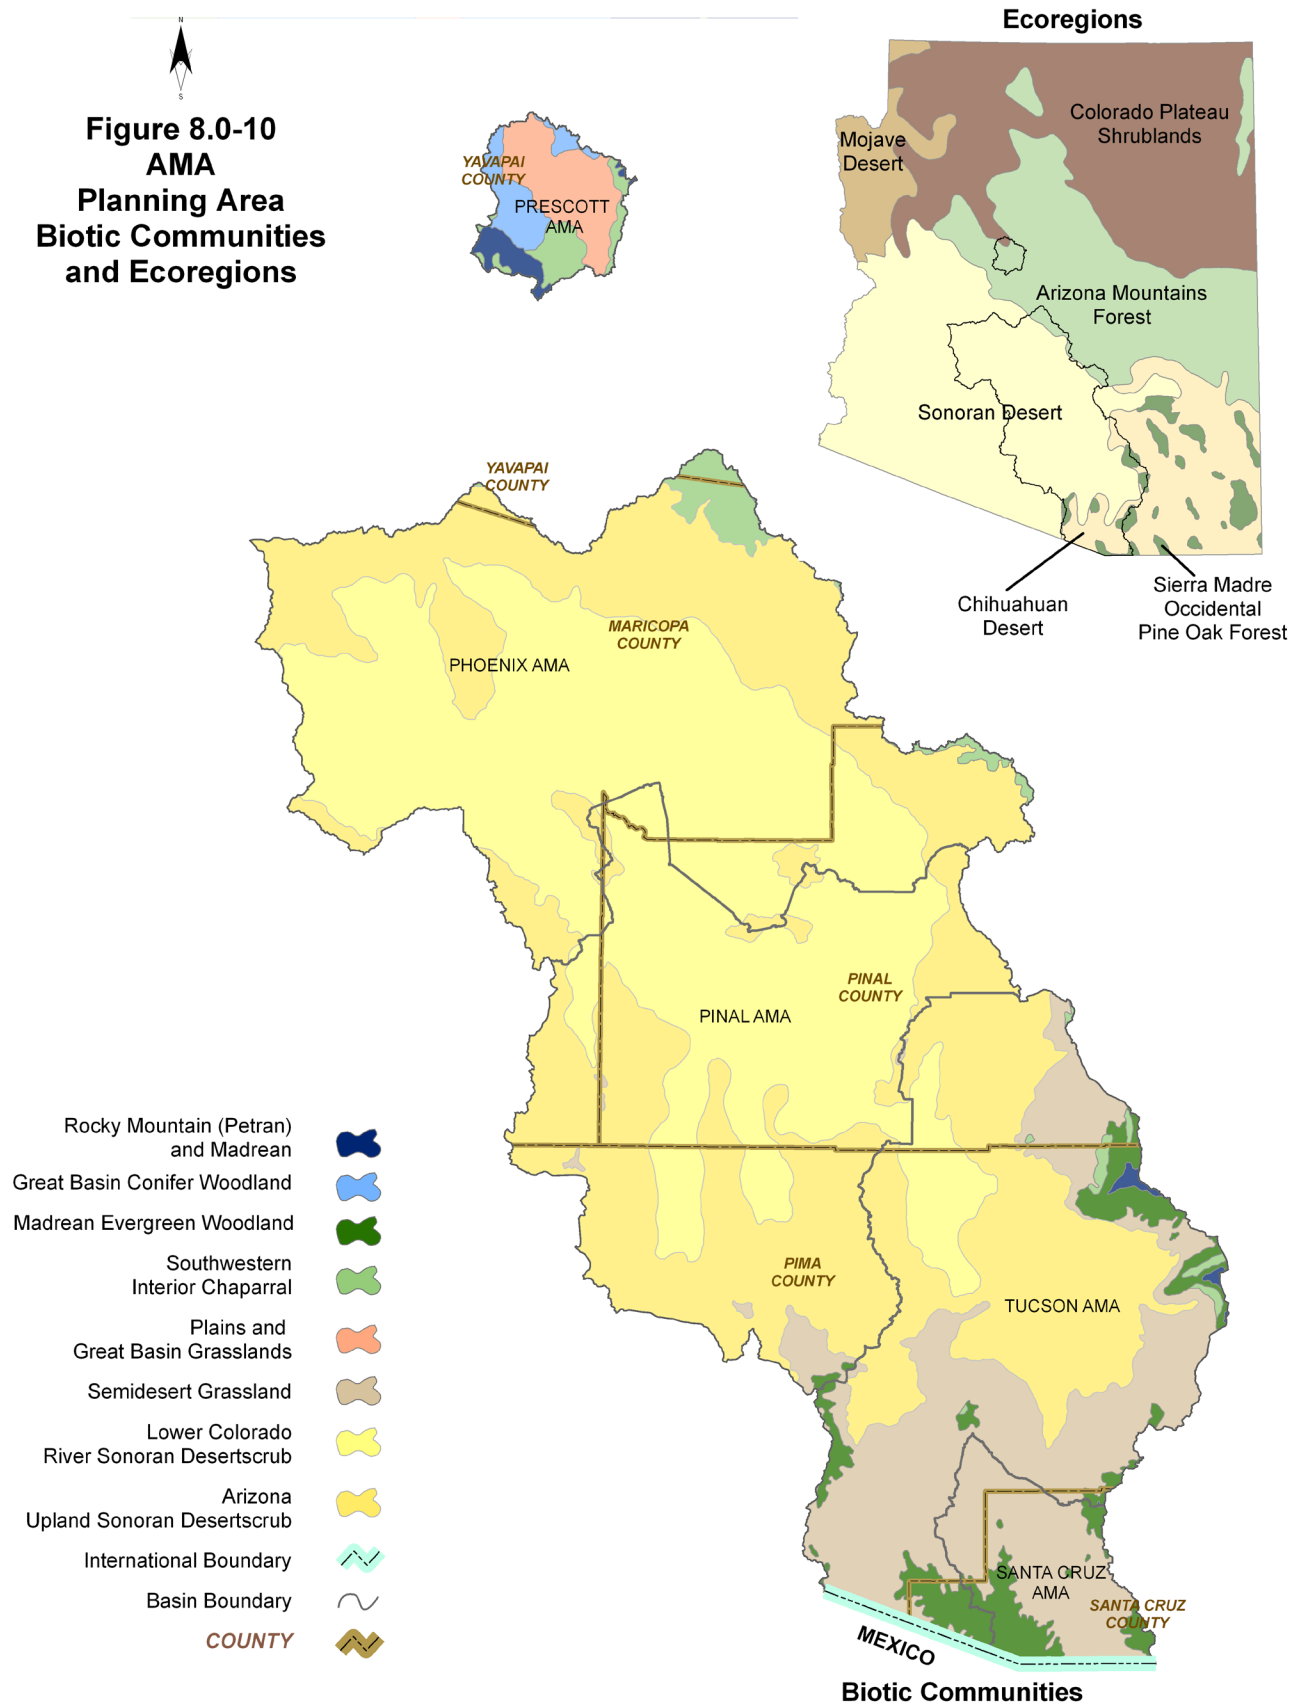 N
S
Figure 8.0-10
AMA
Planning Area
Biotic Communities
and Ecoregions
YAVAPAI
COUNTY
PRESCOTT
AMA
Ecoregions
Mojave
Desert
Colorado Plateau
Shrublands
Arizona Mountains
Forest
Sonoran Desert
Chihuahuan
Desert
Sierra Madre
Occidental
Pine Oak Forest
YAVAPAI
COUNTY
MARICOPA
COUNTY
PHOENIX AMA
PINAL
COUNTY
PINAL AMA
PIMA
COUNTY
TUCSON AMA
SANTA CRUZ
AMA
SANTA CRUZ
COUNTY
MEXICO
Biotic Communities
Rocky Mountain (Petran)
and Madrean
Great Basin Conifer Woodland
Madrean Evergreen Woodland
Southwestern
Interior Chaparral
Plains and
Great Basin Grasslands
Semidesert Grassland
Lower Colorado
River Sonoran Desertscrub
Arizona
Upland Sonoran Desertscrub
International Boundary
Basin Boundary
COUNTY